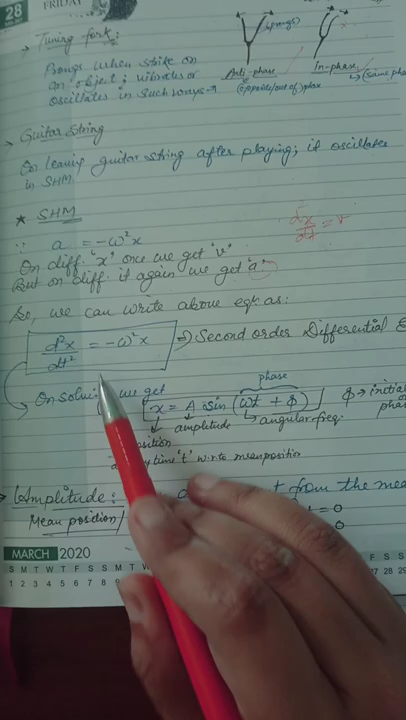 28
FRIDAY
→ Tuning fork:
Prongs when strike on
an object; vibrates or
oscillates in such ways→
(prongs)
Anti-phase
(opposite/out of) phase
In-phase
↳ (same phase
→ Guitar String
On leaving guitar string after playing; it oscillates
in SHM.
★ SHM
∵ a = -ω²x
dx/dt = v
On diff. 'x' once we get 'v'
But on diff. it again we get 'a'.
So, we can write above eqn. as:
d²x/dt² = -ω²x → Second order Differential E
On solving we get
phase
x = A sin (ωt + φ)
φ → initial
phas
amplitude
↳ angular freq.
position
time 't' w.r.to mean position
→ Amplitude:
t from the mea
Mean position/
= 0
0
MARCH 2020
S M T W T F S S M T W
F S S
1 2 3 4 5 6 7 8 9
27 28 29